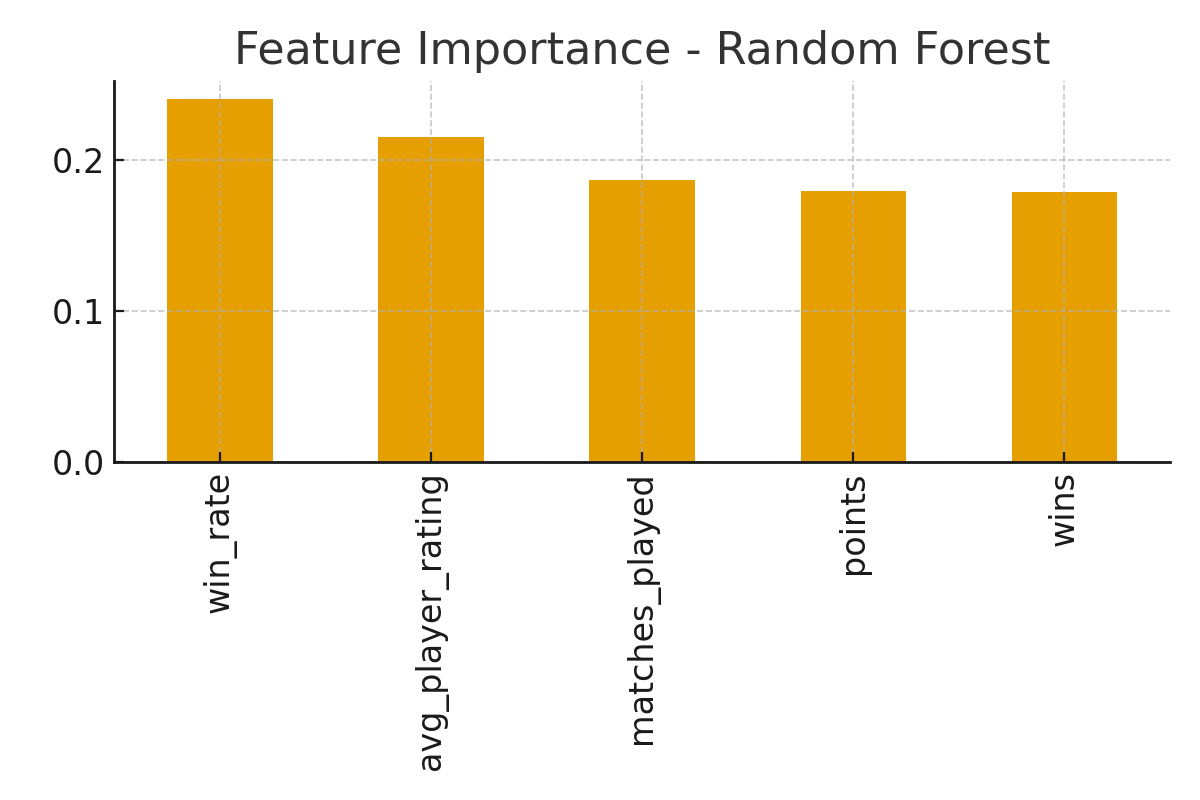 Feature Importance - Random Forest
0.2
0.1
0.0
win_rate
avg_player_rating
matches_played
points
wins